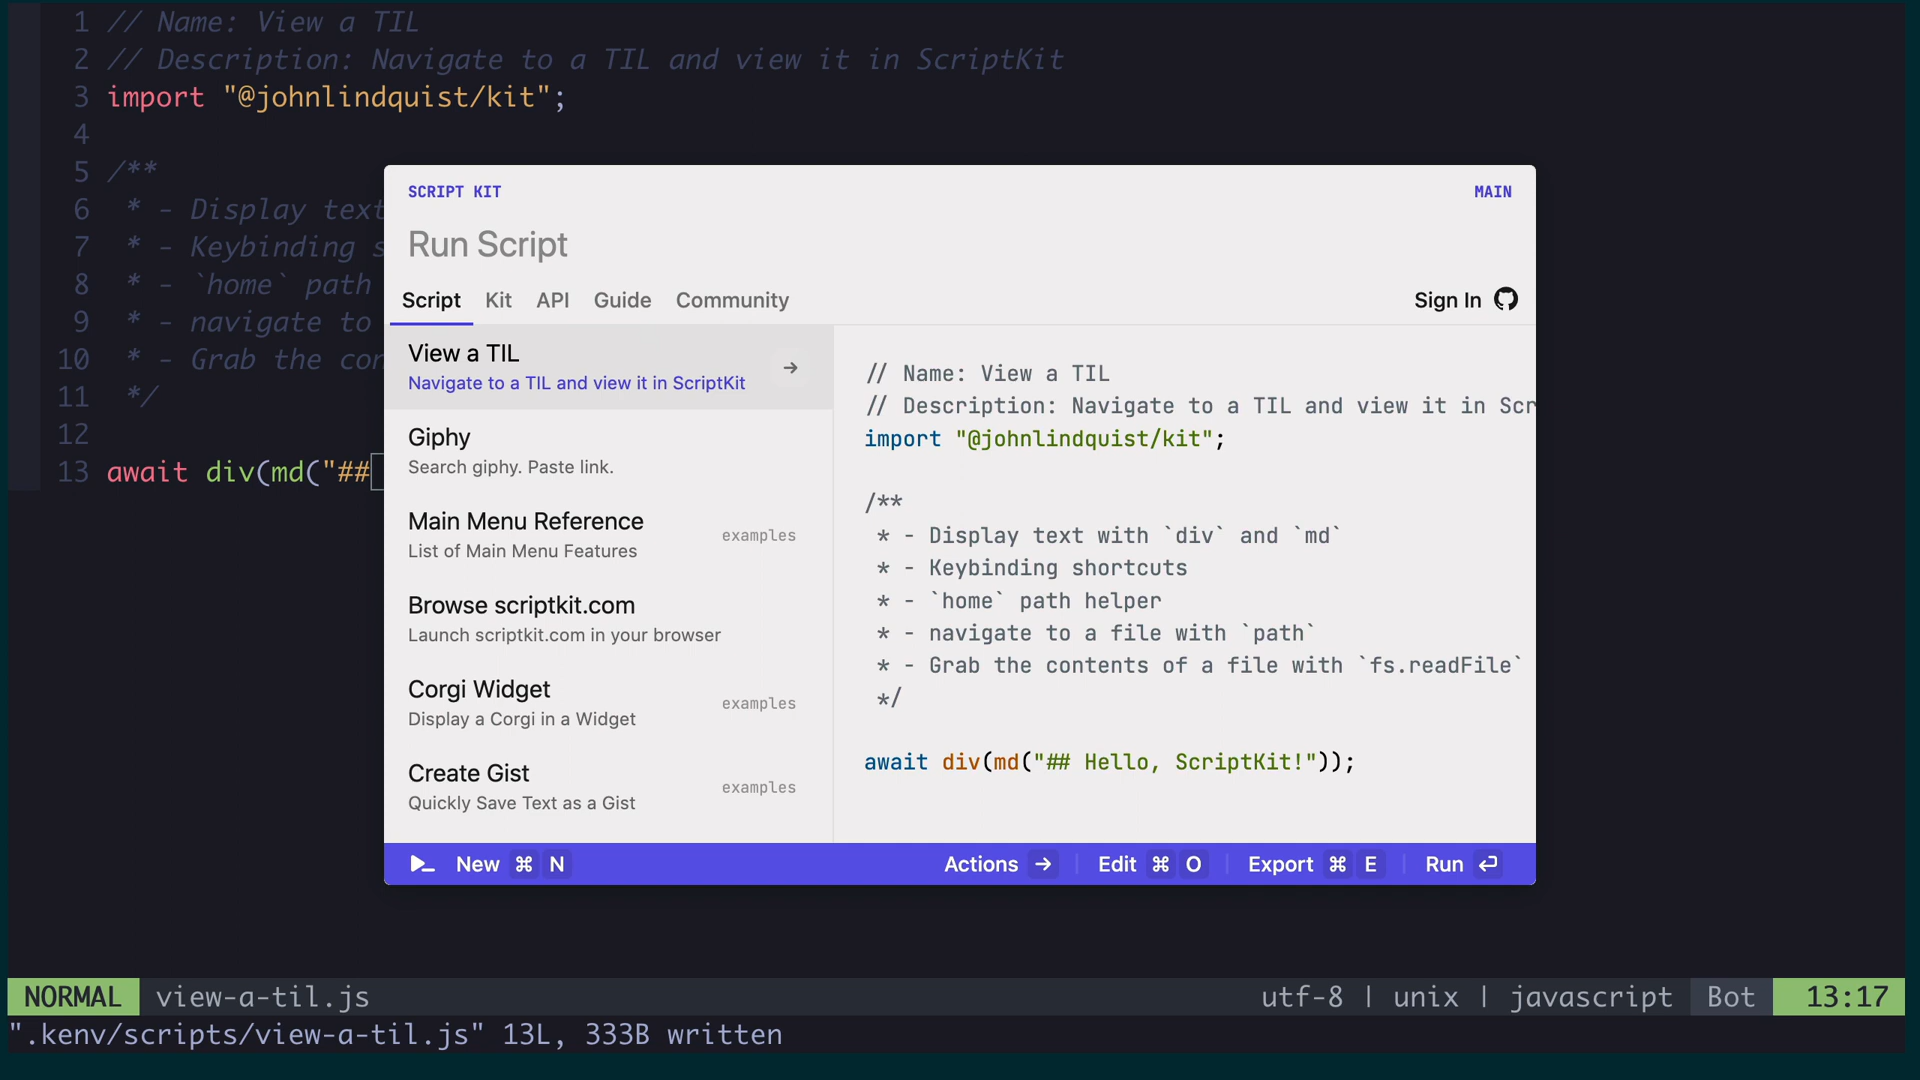 1 // Name: View a TIL
2 // Description: Navigate to a TIL and view it in ScriptKit
3 import "@johnlindquist/kit";
4
5 /**
6 * - Display text
7 * - Keybinding s
8 * - `home` path
9 * - navigate to
10 * - Grab the con
11 */
12
13 await div(md("##
SCRIPT KIT
MAIN
Run Script
Script Kit API Guide Community
Sign In
View a TIL
Navigate to a TIL and view it in ScriptKit
Giphy
Search giphy. Paste link.
Main Menu Reference
List of Main Menu Features
examples
Browse scriptkit.com
Launch scriptkit.com in your browser
Corgi Widget
Display a Corgi in a Widget
examples
Create Gist
Quickly Save Text as a Gist
examples
// Name: View a TIL
// Description: Navigate to a TIL and view it in Scr
import "@johnlindquist/kit";
/**
* - Display text with `div` and `md`
* - Keybinding shortcuts
* - `home` path helper
* - navigate to a file with `path`
* - Grab the contents of a file with `fs.readFile`
*/
await div(md("## Hello, ScriptKit!"));
New ⌘ N
Actions → Edit ⌘ O Export ⌘ E Run ⏎
NORMAL view-a-til.js utf-8 | unix | javascript Bot 13:17
".kenv/scripts/view-a-til.js" 13L, 333B written